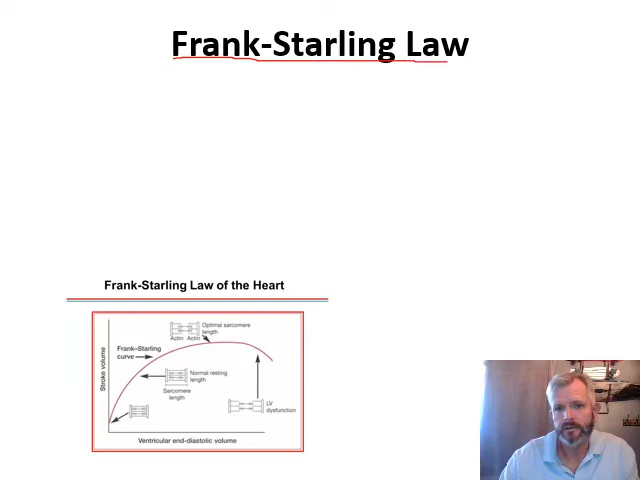 Frank-Starling Law
Frank-Starling Law of the Heart
Optimal sarcomere
length
Actin Actin
Frank–Starling
curve
Normal resting
length
Sarcomere
length
LV
dysfunction
Stroke volume
Ventricular end-diastolic volume